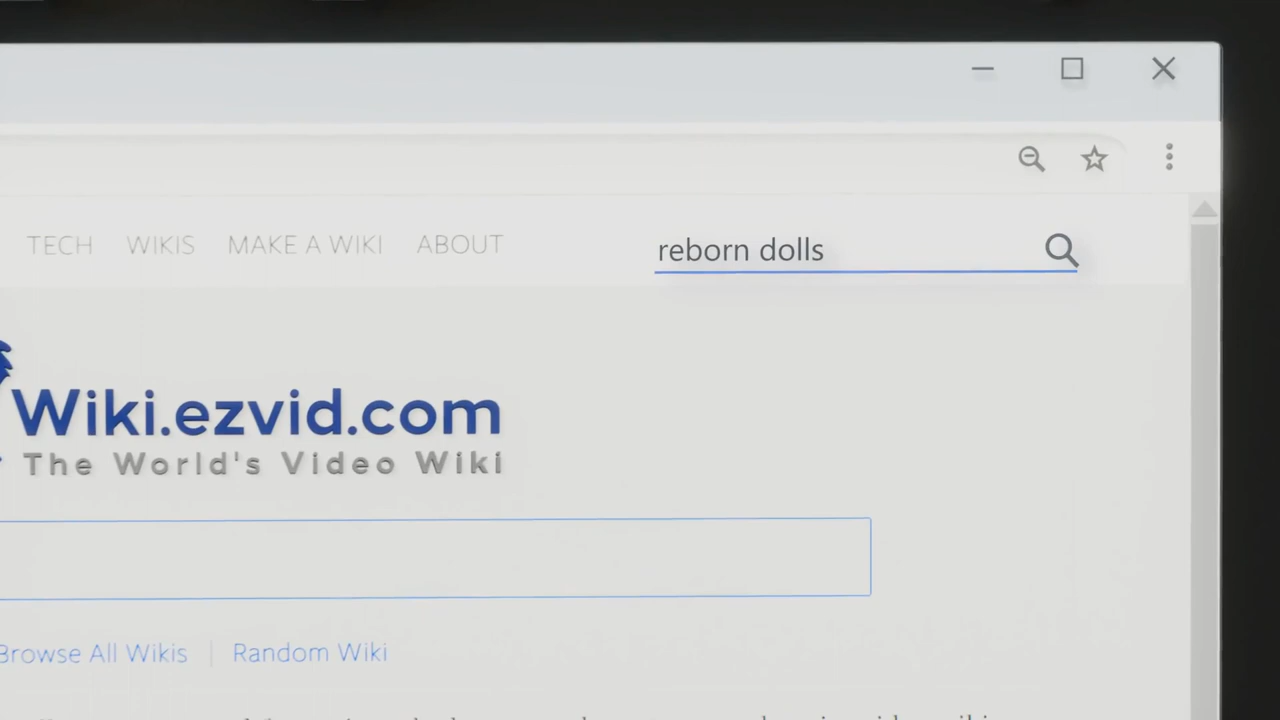 TECH WIKIS MAKE A WIKI ABOUT
reborn dolls
Wiki.ezvid.com
The World's Video Wiki
Browse All Wikis | Random Wiki